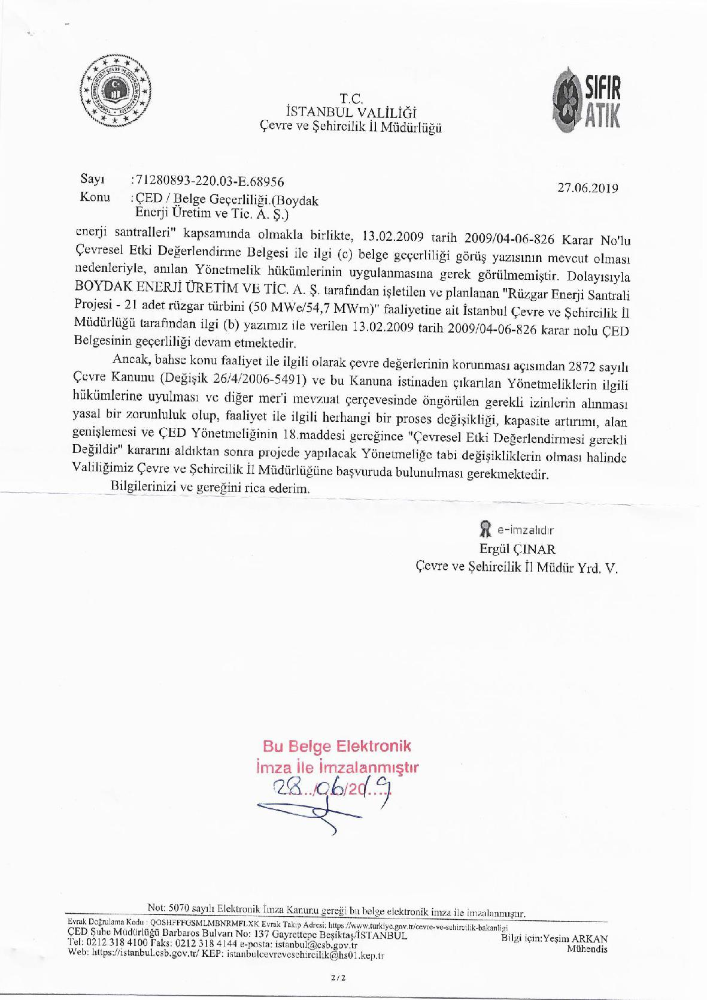 SIFIR
ATIK
T.C.
İSTANBUL VALİLİĞİ
Çevre ve Şehircilik İl Müdürlüğü
Sayı :71280893-220.03-E.68956
27.06.2019
Konu :ÇED / Belge Geçerliliği.(Boydak
Enerji Üretim ve Tic. A. Ş.)
enerji santralleri" kapsamında olmakla birlikte, 13.02.2009 tarih 2009/04-06-826 Karar No'lu
Çevresel Etki Değerlendirme Belgesi ile ilgi (c) belge geçerliliği görüş yazısının mevcut olması
nedenleriyle, anılan Yönetmelik hükümlerinin uygulanmasına gerek görülmemiştir. Dolayısıyla
BOYDAK ENERJİ ÜRETİM VE TİC. A. Ş. tarafından işletilen ve planlanan "Rüzgar Enerji Santrali
Projesi - 21 adet rüzgar türbini (50 MWe/54,7 MWm)" faaliyetine ait İstanbul Çevre ve Şehircilik İl
Müdürlüğü tarafından ilgi (b) yazımız ile verilen 13.02.2009 tarih 2009/04-06-826 karar nolu ÇED
Belgesinin geçerliliği devam etmektedir.
Ancak, bahse konu faaliyet ile ilgili olarak çevre değerlerinin korunması açısından 2872 sayılı
Çevre Kanunu (Değişik 26/4/2006-5491) ve bu Kanuna istinaden çıkarılan Yönetmeliklerin ilgili
hükümlerine uyulması ve diğer mer'i mevzuat çerçevesinde öngörülen gerekli izinlerin alınması
yasal bir zorunluluk olup, faaliyet ile ilgili herhangi bir proses değişikliği, kapasite artırımı, alan
genişlemesi ve ÇED Yönetmeliğinin 18.maddesi gereğince "Çevresel Etki Değerlendirmesi gerekli
Değildir" kararını aldıktan sonra projede yapılacak Yönetmeliğe tabi değişikliklerin olması halinde
Valiliğimiz Çevre ve Şehircilik İl Müdürlüğüne başvuruda bulunulması gerekmektedir.
Bilgilerinizi ve gereğini rica ederim.
e-imzalıdır
Ergül ÇINAR
Çevre ve Şehircilik İl Müdür Yrd. V.
Bu Belge Elektronik
İmza İle İmzalanmıştır
28../06/20.19
Not: 5070 sayılı Elektronik İmza Kanunu gereği bu belge elektronik imza ile imzalanmıştır.
Evrak Doğrulama Kodu : Evrak Takip Adresi: https://www.turkiye.gov.tr/cevre-ve-sehircilik-bakanligi
ÇED Şube Müdürlüğü Barbaros Bulvarı No: 137 Gayrettepe Beşiktaş/İSTANBUL
Tel: 0212 318 4100 Faks: 0212 318 4144 e-posta: istanbul@csb.gov.tr
Web: https://istanbul.csb.gov.tr/ KEP: istanbulcevrevesehircilik@hs01.kep.tr
Bilgi için:Yeşim ARKAN
Mühendis
2/2